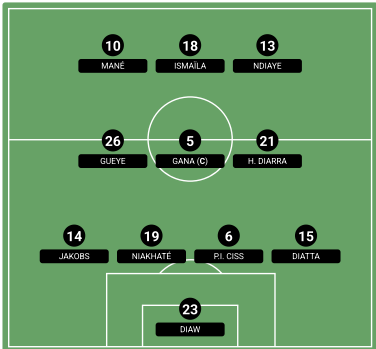 10 18 13
MANÉ ISMAÏLA NDIAYE
26 5 21
GUEYE GANA (C) H. DIARRA
14 19 6 15
JAKOBS NIAKHATÉ P.I. CISS DIATTA
23
DIAW